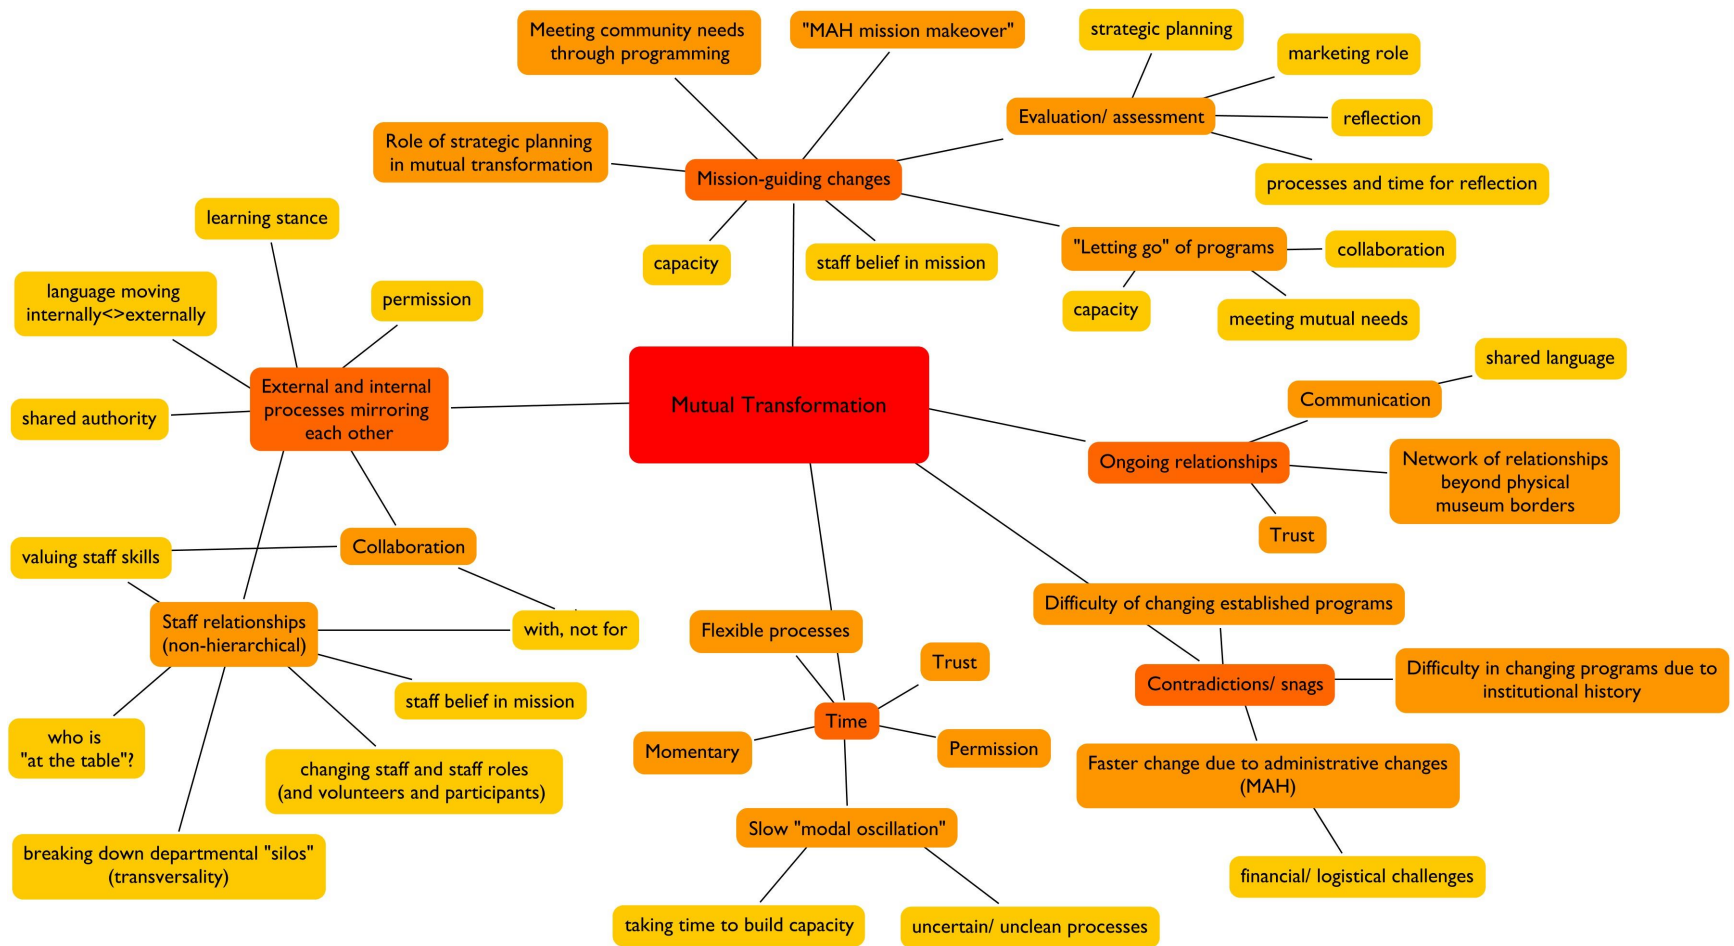 Meeting community needs
through programming
"MAH mission makeover"
strategic planning
marketing role
Evaluation/ assessment
reflection
Role of strategic planning
in mutual transformation
Mission-guiding changes
processes and time for reflection
learning stance
capacity
staff belief in mission
"Letting go" of programs
collaboration
language moving
internally<>externally
permission
capacity
meeting mutual needs
External and internal
processes mirroring
each other
shared authority
Mutual Transformation
shared language
Communication
Ongoing relationships
Network of relationships
beyond physical
museum borders
Trust
valuing staff skills
Collaboration
Staff relationships
(non-hierarchical)
with, not for
staff belief in mission
who is
"at the table"?
changing staff and staff roles
(and volunteers and participants)
breaking down departmental "silos"
(transversality)
Flexible processes
Trust
Time
Momentary
Permission
Slow "modal oscillation"
taking time to build capacity
uncertain/ unclean processes
Difficulty of changing established programs
Contradictions/ snags
Difficulty in changing programs due to
institutional history
Faster change due to administrative changes
(MAH)
financial/ logistical challenges